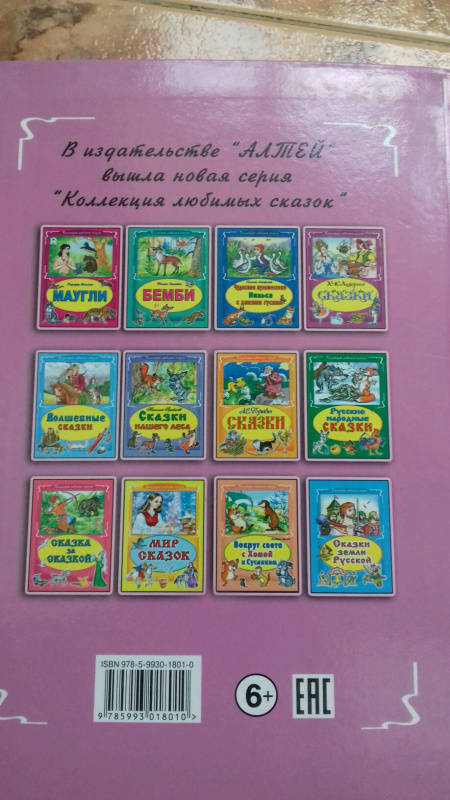 В издательстве "АЛТЕЙ"
вышла новая серия
"Коллекция любимых сказок"
МАУГЛИ
БЕМБИ
Чудесное путешествие
Нильса
с дикими гусями
Х.-К. Андерсен
СКАЗКИ
Волшебные
сказки
Сказки
нашего леса
А.С. Пушкин
СКАЗКИ
Русские
народные
СКАЗКИ
СКАЗКА
за
СКАЗКОЙ
МИР
СКАЗОК
Вокруг света
с Хомой
и Сусликом
Сказки
земли
Русской
ISBN 978-5-9930-1801-0
9 785993 018010 >
6+
EAC